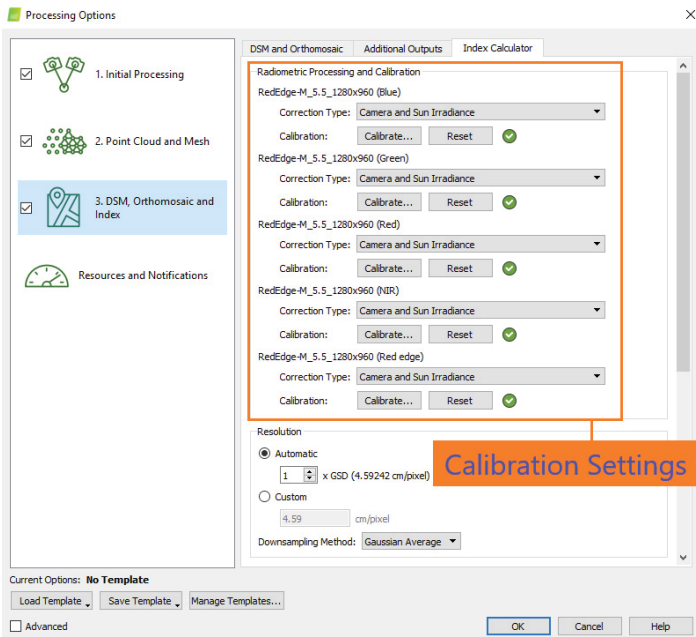 Processing Options
1. Initial Processing
2. Point Cloud and Mesh
3. DSM, Orthomosaic and
Index
Resources and Notifications
DSM and Orthomosaic Additional Outputs Index Calculator
Radiometric Processing and Calibration
RedEdge-M_5.5_1280x960 (Blue)
Correction Type: Camera and Sun Irradiance
Calibration: Calibrate... Reset
RedEdge-M_5.5_1280x960 (Green)
Correction Type: Camera and Sun Irradiance
Calibration: Calibrate... Reset
RedEdge-M_5.5_1280x960 (Red)
Correction Type: Camera and Sun Irradiance
Calibration: Calibrate... Reset
RedEdge-M_5.5_1280x960 (NIR)
Correction Type: Camera and Sun Irradiance
Calibration: Calibrate... Reset
RedEdge-M_5.5_1280x960 (Red edge)
Correction Type: Camera and Sun Irradiance
Calibration: Calibrate... Reset
Resolution
Automatic
1 x GSD (4.59242 cm/pixel)
Calibration Settings
Custom
4.59 cm/pixel
Downsampling Method: Gaussian Average
Current Options: No Template
Load Template Save Template Manage Templates...
Advanced
OK Cancel Help